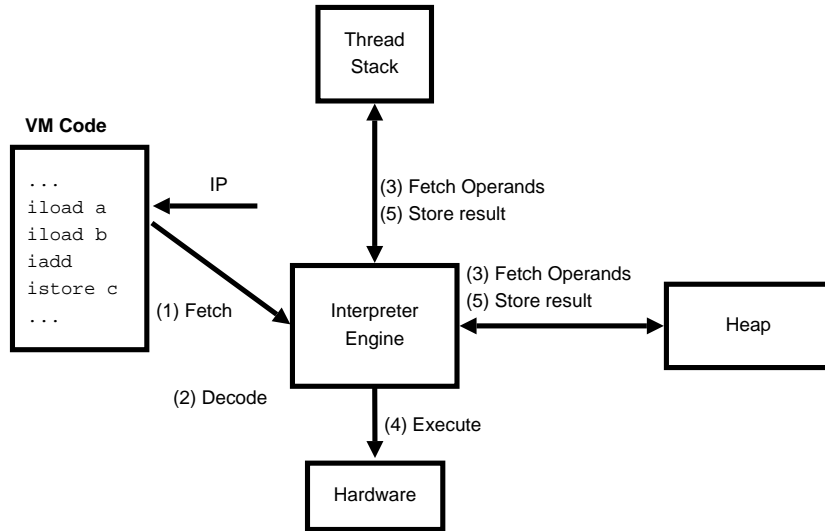 Thread
Stack
VM Code
...
iload a
iload b
iadd
istore c
...
IP
(3) Fetch Operands
(5) Store result
(1) Fetch
Interpreter
Engine
(3) Fetch Operands
(5) Store result
Heap
(2) Decode
(4) Execute
Hardware